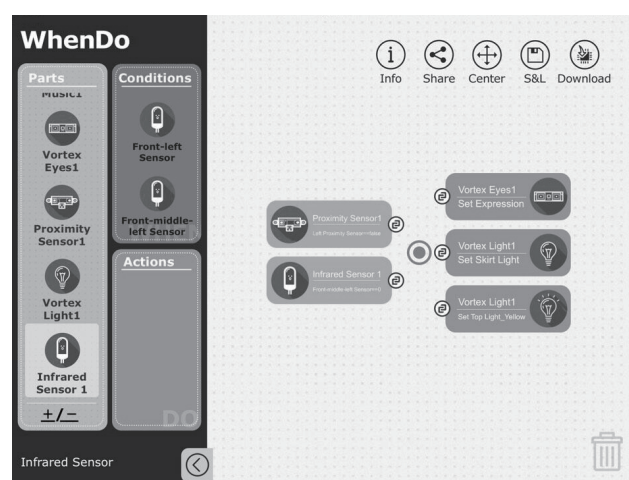 WhenDo
Parts
Music1
Vortex
Eyes1
Proximity
Sensor1
Vortex
Light1
Infrared
Sensor 1
+/-
Infrared Sensor
Conditions
Front-left
Sensor
Front-middle-
left Sensor
Actions
DO
Info
Share
Center
S&L
Download
Proximity Sensor1
Left Proximity Sensor==false
Infrared Sensor 1
Front-middle-left Sensor==0
Vortex Eyes1
Set Expression
Vortex Light1
Set Skirt Light
Vortex Light1
Set Top Light_Yellow